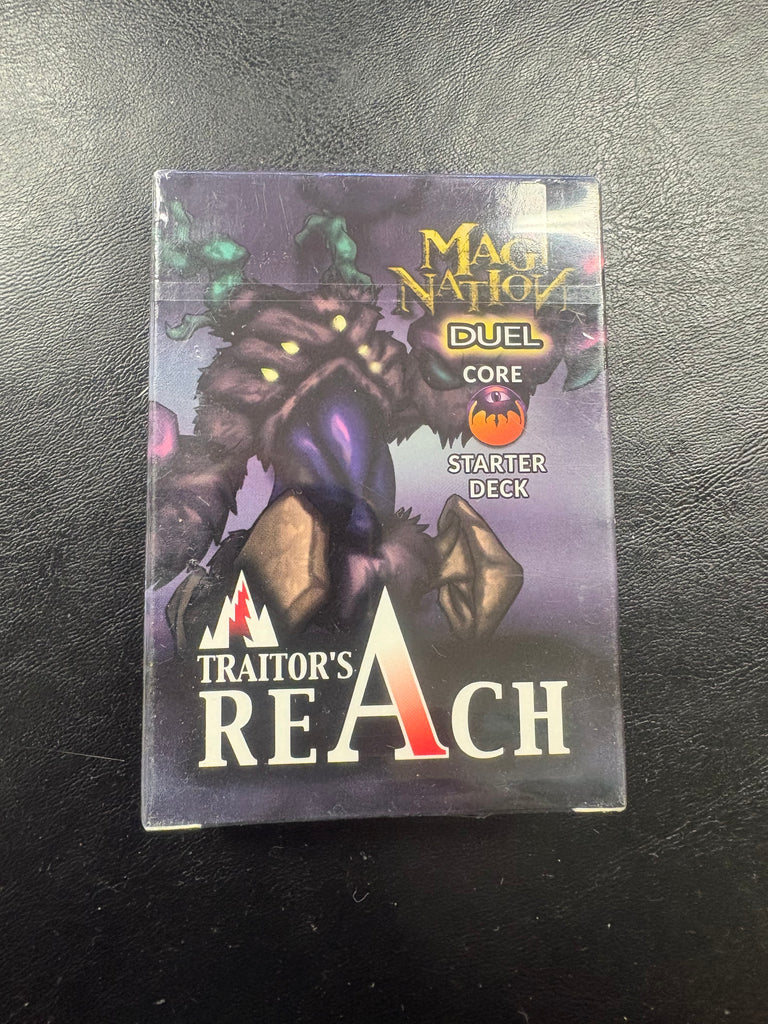 MAGI
NATION
DUEL
CORE
STARTER
DECK
TRAITOR'S
REACH